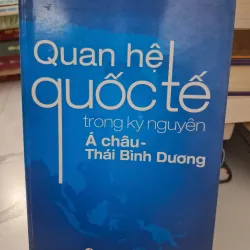 Quan hệ
quốc tế
trong kỷ nguyên
Á châu-
Thái Bình Dương